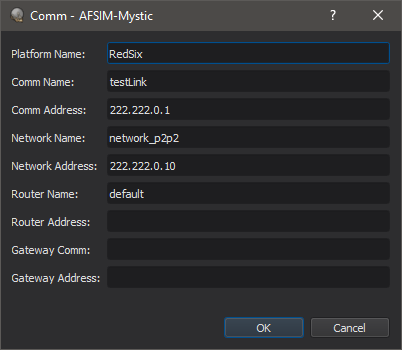 Comm - AFSIM-Mystic ?
Platform Name: RedSix
Comm Name: testLink
Comm Address: 222.222.0.1
Network Name: network_p2p2
Network Address: 222.222.0.10
Router Name: default
Router Address:
Gateway Comm:
Gateway Address:
OK Cancel